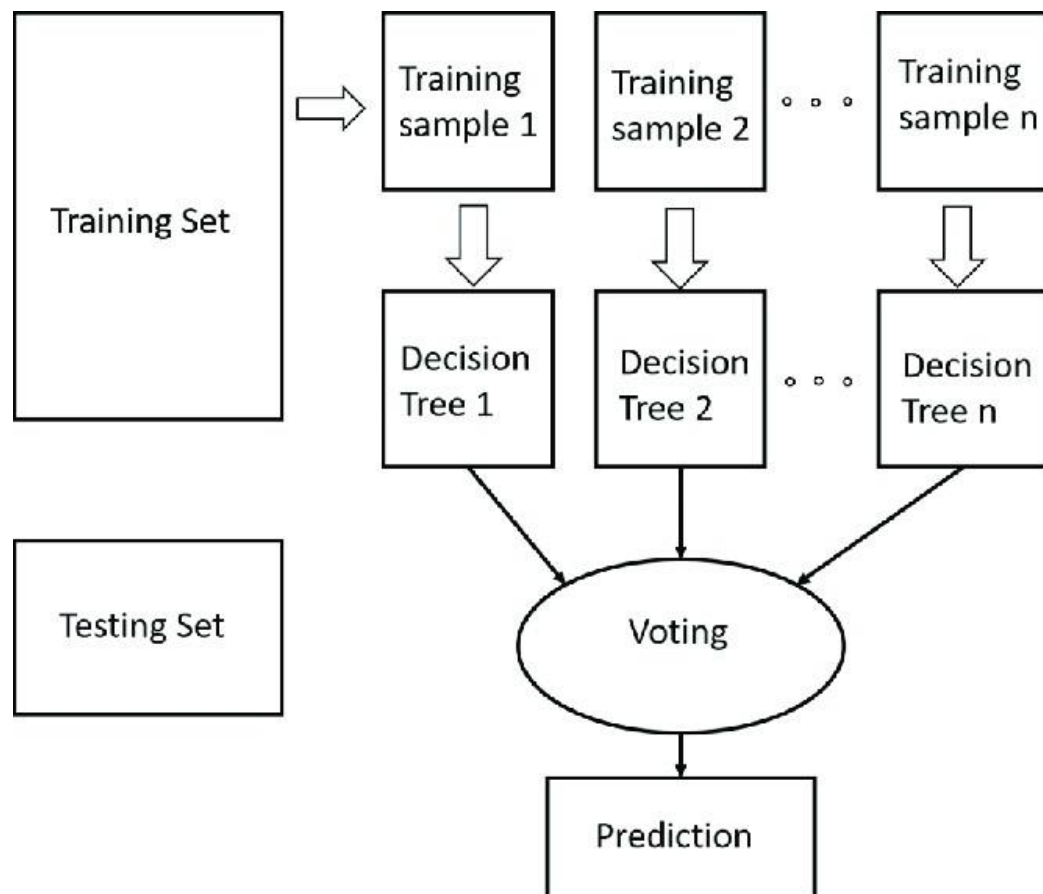 Training Set
Training
sample 1
Training
sample 2
Training
sample n
Decision
Tree 1
Decision
Tree 2
Decision
Tree n
Testing Set
Voting
Prediction